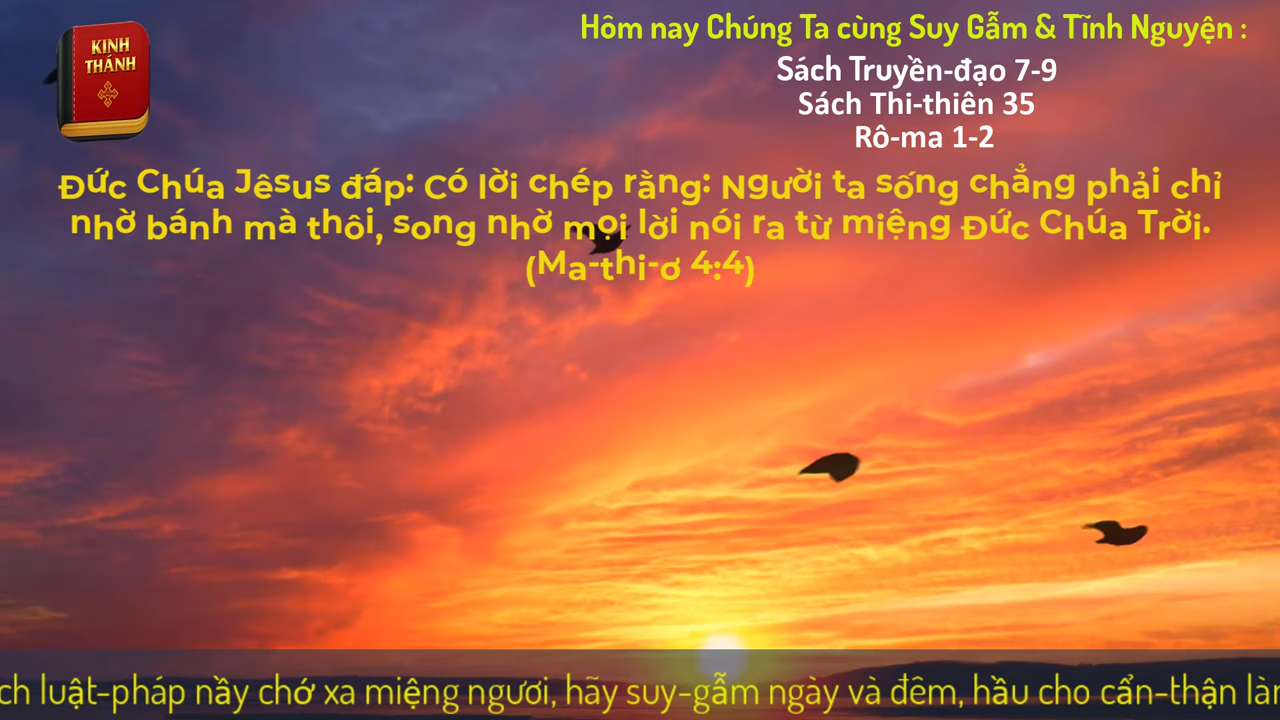 KINH
THÁNH
Hôm nay Chúng Ta cùng Suy Gẫm & Tĩnh Nguyện :
Sách Truyền-đạo 7-9
Sách Thi-thiên 35
Rô-ma 1-2
Đức Chúa Jêsus đáp: Có lời chép rằng: Người ta sống chẳng phải chỉ
nhờ bánh mà thôi, song nhờ mọi lời nói ra từ miệng Đức Chúa Trời.
(Ma-thi-ơ 4:4)
ch luật-pháp nầy chớ xa miệng ngươi, hãy suy-gẫm ngày và đêm, hầu cho cẩn-thận làm